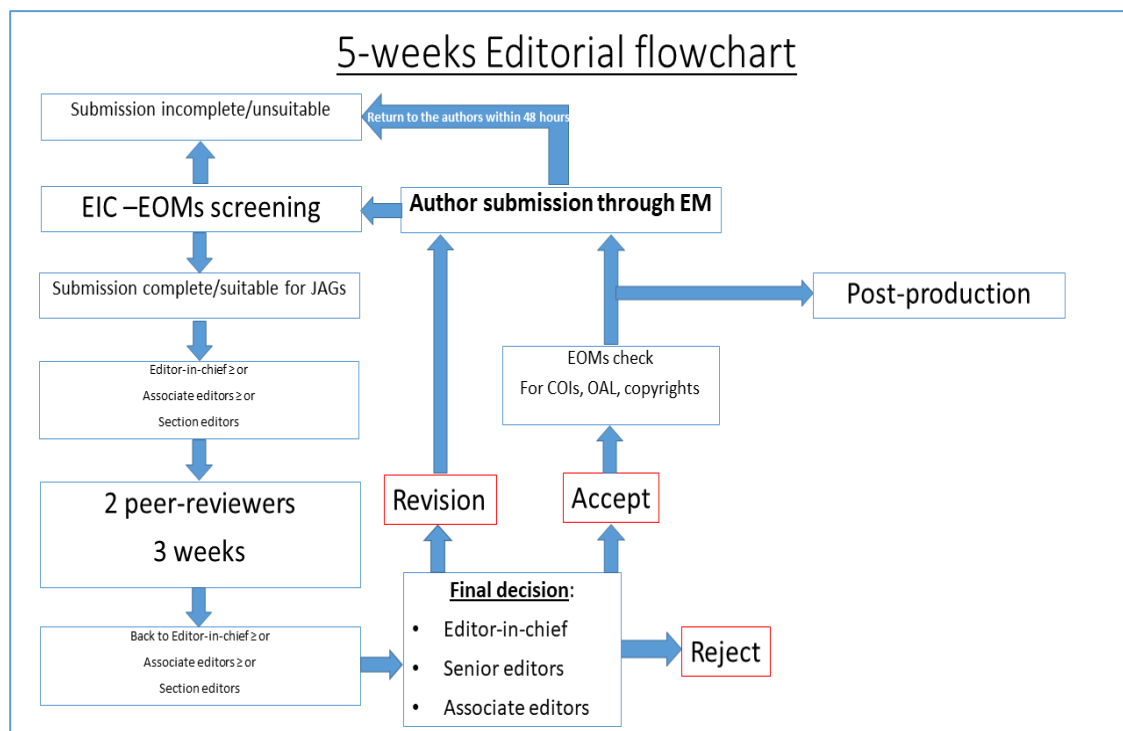 5-weeks Editorial flowchart
Submission incomplete/unsuitable
Return to the authors within 48 hours
EIC –EOMs screening
Author submission through EM
Submission complete/suitable for JAGs
Post-production
Editor-in-chief ≥ or
Associate editors ≥ or
Section editors
EOMs check
For COIs, OAL, copyrights
2 peer-reviewers
3 weeks
Revision
Accept
Back to Editor-in-chief ≥ or
Associate editors ≥ or
Section editors
Final decision:
• Editor-in-chief
• Senior editors
• Associate editors
Reject